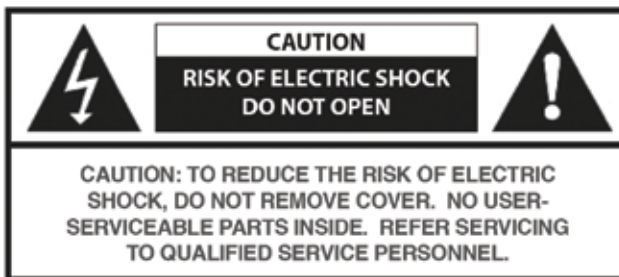 CAUTION
RISK OF ELECTRIC SHOCK
DO NOT OPEN
CAUTION: TO REDUCE THE RISK OF ELECTRIC
SHOCK, DO NOT REMOVE COVER. NO USER-
SERVICEABLE PARTS INSIDE. REFER SERVICING
TO QUALIFIED SERVICE PERSONNEL.